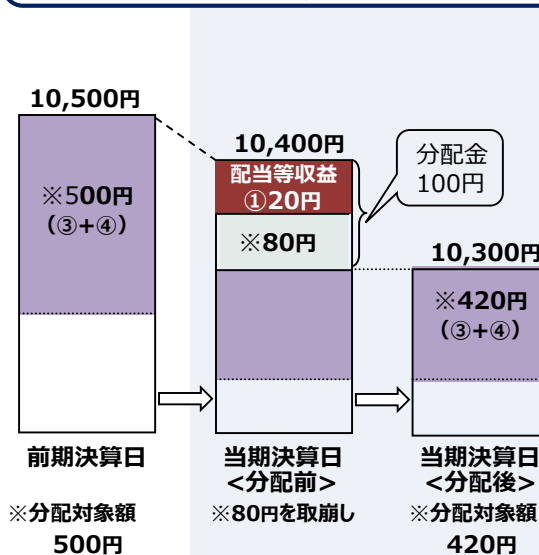 10,500円
10,400円
分配金
100円
配当等収益
①20円
※500円
(③+④)
※80円
10,300円
※420円
(③+④)
前期決算日
当期決算日
<分配前>
当期決算日
<分配後>
※分配対象額
500円
※80円を取崩し
※分配対象額
420円